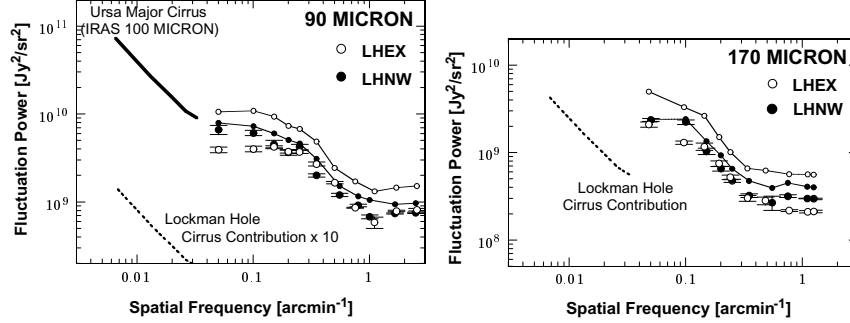 Ursa Major Cirrus
(IRAS 100 MICRON)
90 MICRON
LHEX
LHNW
Lockman Hole
Cirrus Contribution x 10
Fluctuation Power [Jy²/sr²]
10¹¹
10¹⁰
10⁹
0.01
0.1
1
Spatial Frequency [arcmin⁻¹]
170 MICRON
LHEX
LHNW
Lockman Hole
Cirrus Contribution
Fluctuation Power [Jy²/sr²]
10¹⁰
10⁹
10⁸
0.01
0.1
1
Spatial Frequency [arcmin⁻¹]